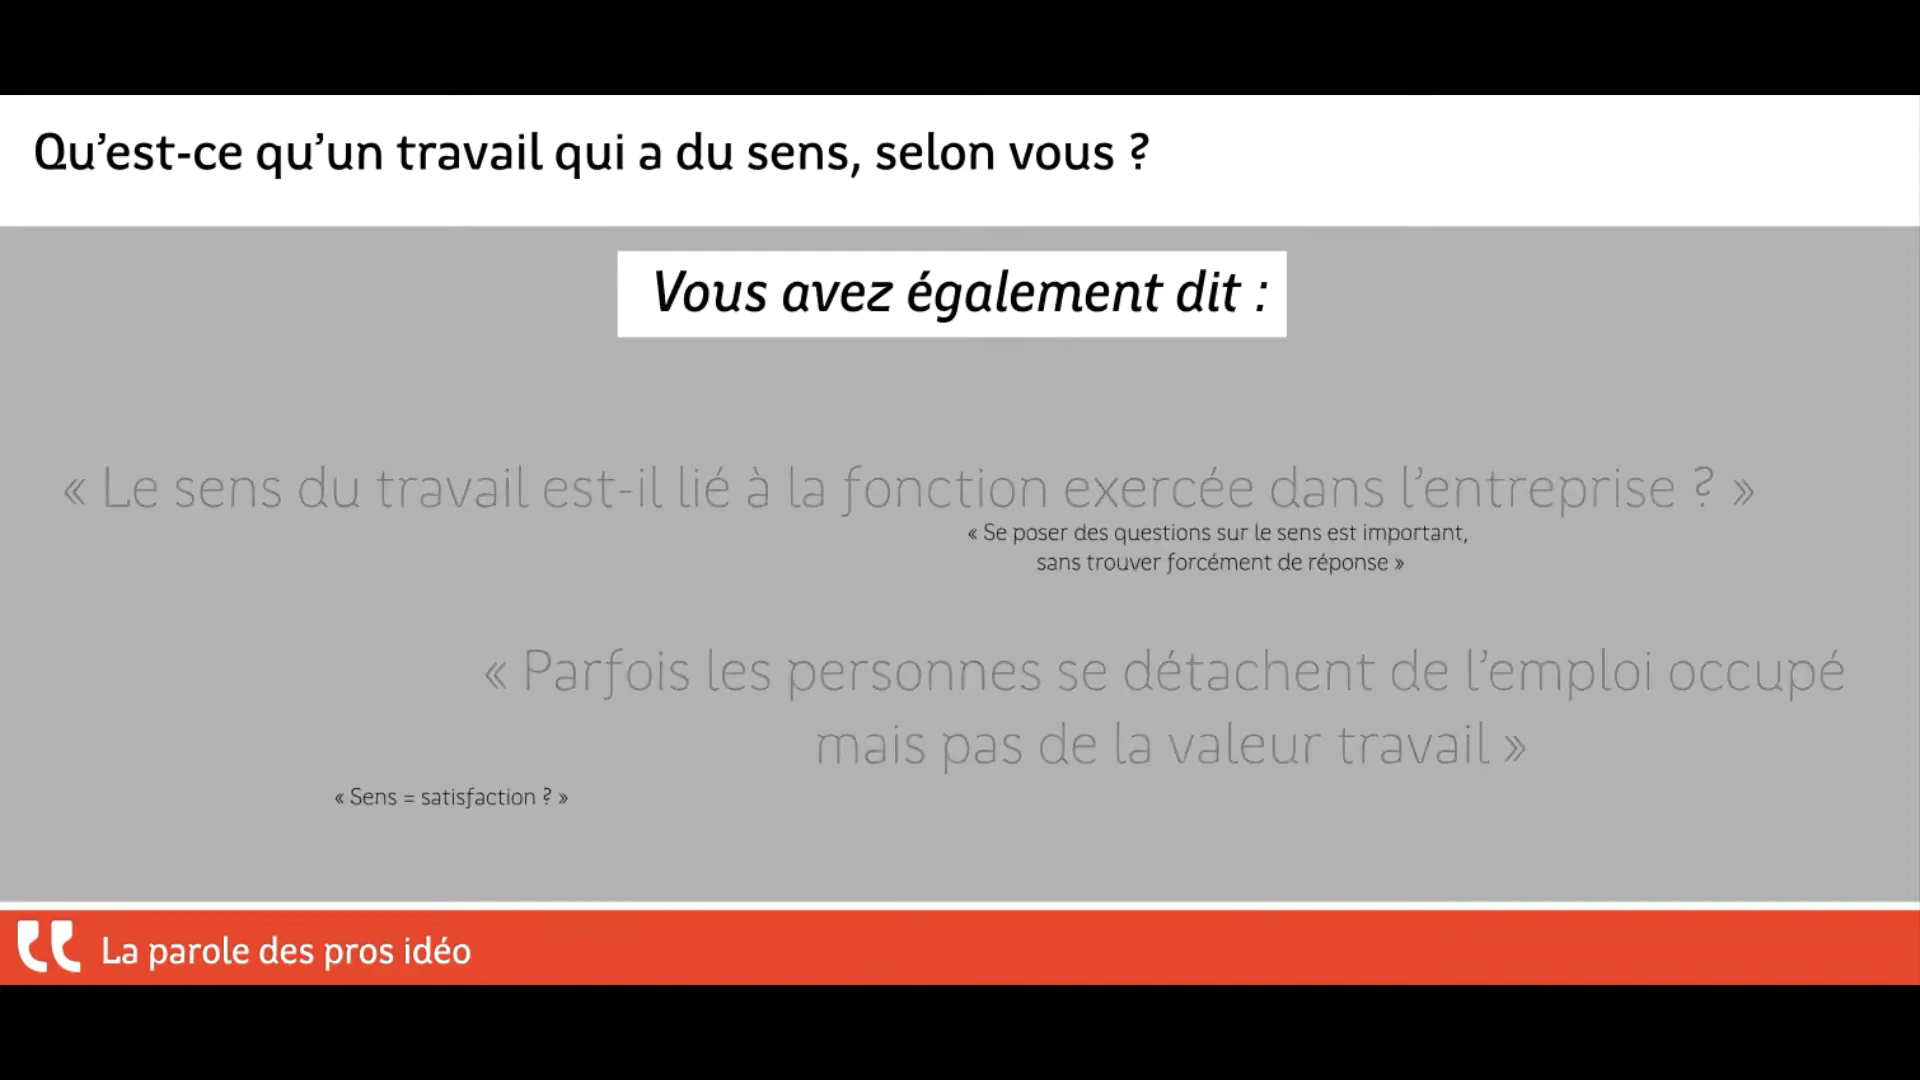 Qu’est-ce qu’un travail qui a du sens, selon vous ?
Vous avez également dit :
« Le sens du travail est-il lié à la fonction exercée dans l’entreprise ? »
« Se poser des questions sur le sens est important,
sans trouver forcément de réponse »
« Parfois les personnes se détachent de l’emploi occupé
mais pas de la valeur travail »
« Sens = satisfaction ? »
La parole des pros idéo